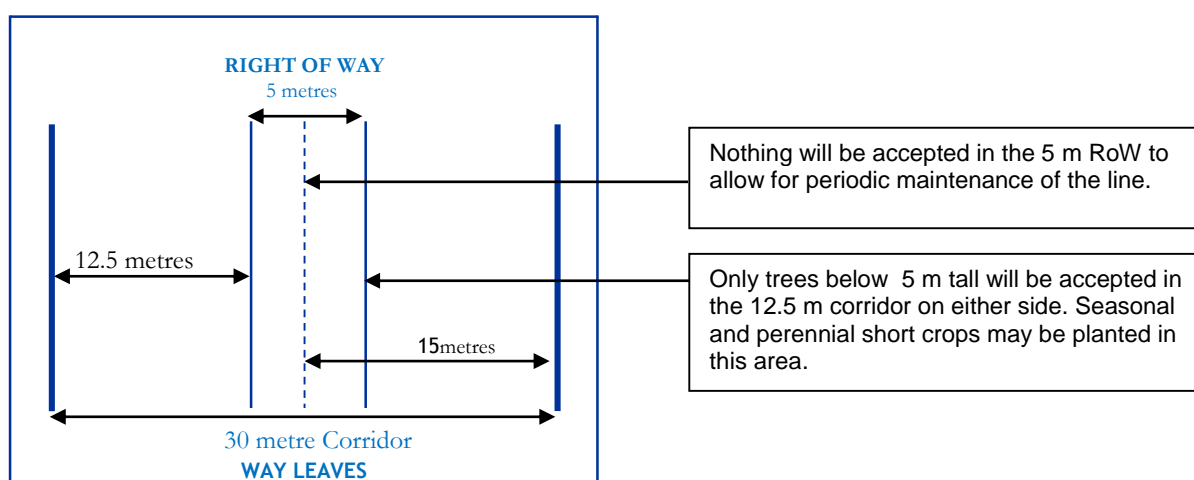 RIGHT OF WAY
5 metres
Nothing will be accepted in the 5 m RoW to
allow for periodic maintenance of the line.
12.5 metres
Only trees below 5 m tall will be accepted in
the 12.5 m corridor on either side. Seasonal
and perennial short crops may be planted in
this area.
15metres
30 metre Corridor
WAY LEAVES